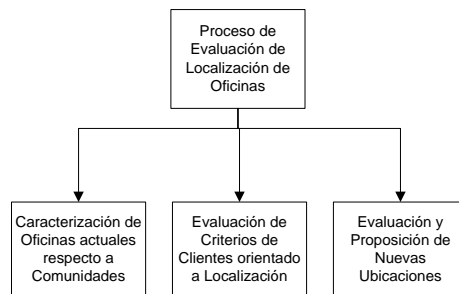 Proceso de
Evaluación de
Localización de
Oficinas
Caracterización de
Oficinas actuales
respecto a
Comunidades
Evaluación de
Criterios de
Clientes orientado
a Localización
Evaluación y
Proposición de
Nuevas
Ubicaciones